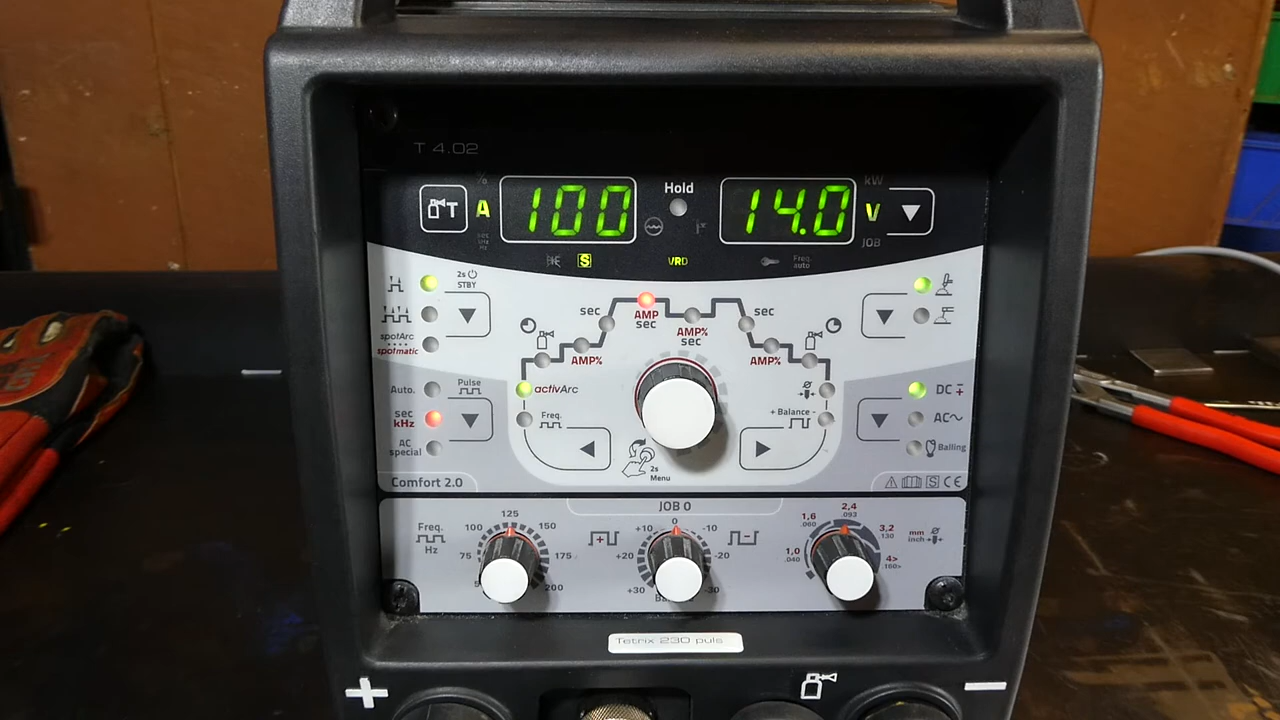 T 4.02
%
kW
Hold
T
A
100
14.0
V
JOB
S
VRD
Freq.
auto
2s
STBY
spotArc
spotmatic
sec
AMP
sec
AMP%
sec
sec
AMP%
AMP%
Auto.
Pulse
sec
kHz
AC
special
activArc
Freq.
+ Balance -
DC
AC~
Balling
2s
Menu
Comfort 2.0
S CE
JOB 0
Freq.
Hz
75
100
125
150
175
200
+30
+20
+10
0
-10
-20
-30
1,0
.040
1,6
.060
2,4
.093
3,2
.130
4>
.160>
mm
inch
Tetrix 230 puls
+
-